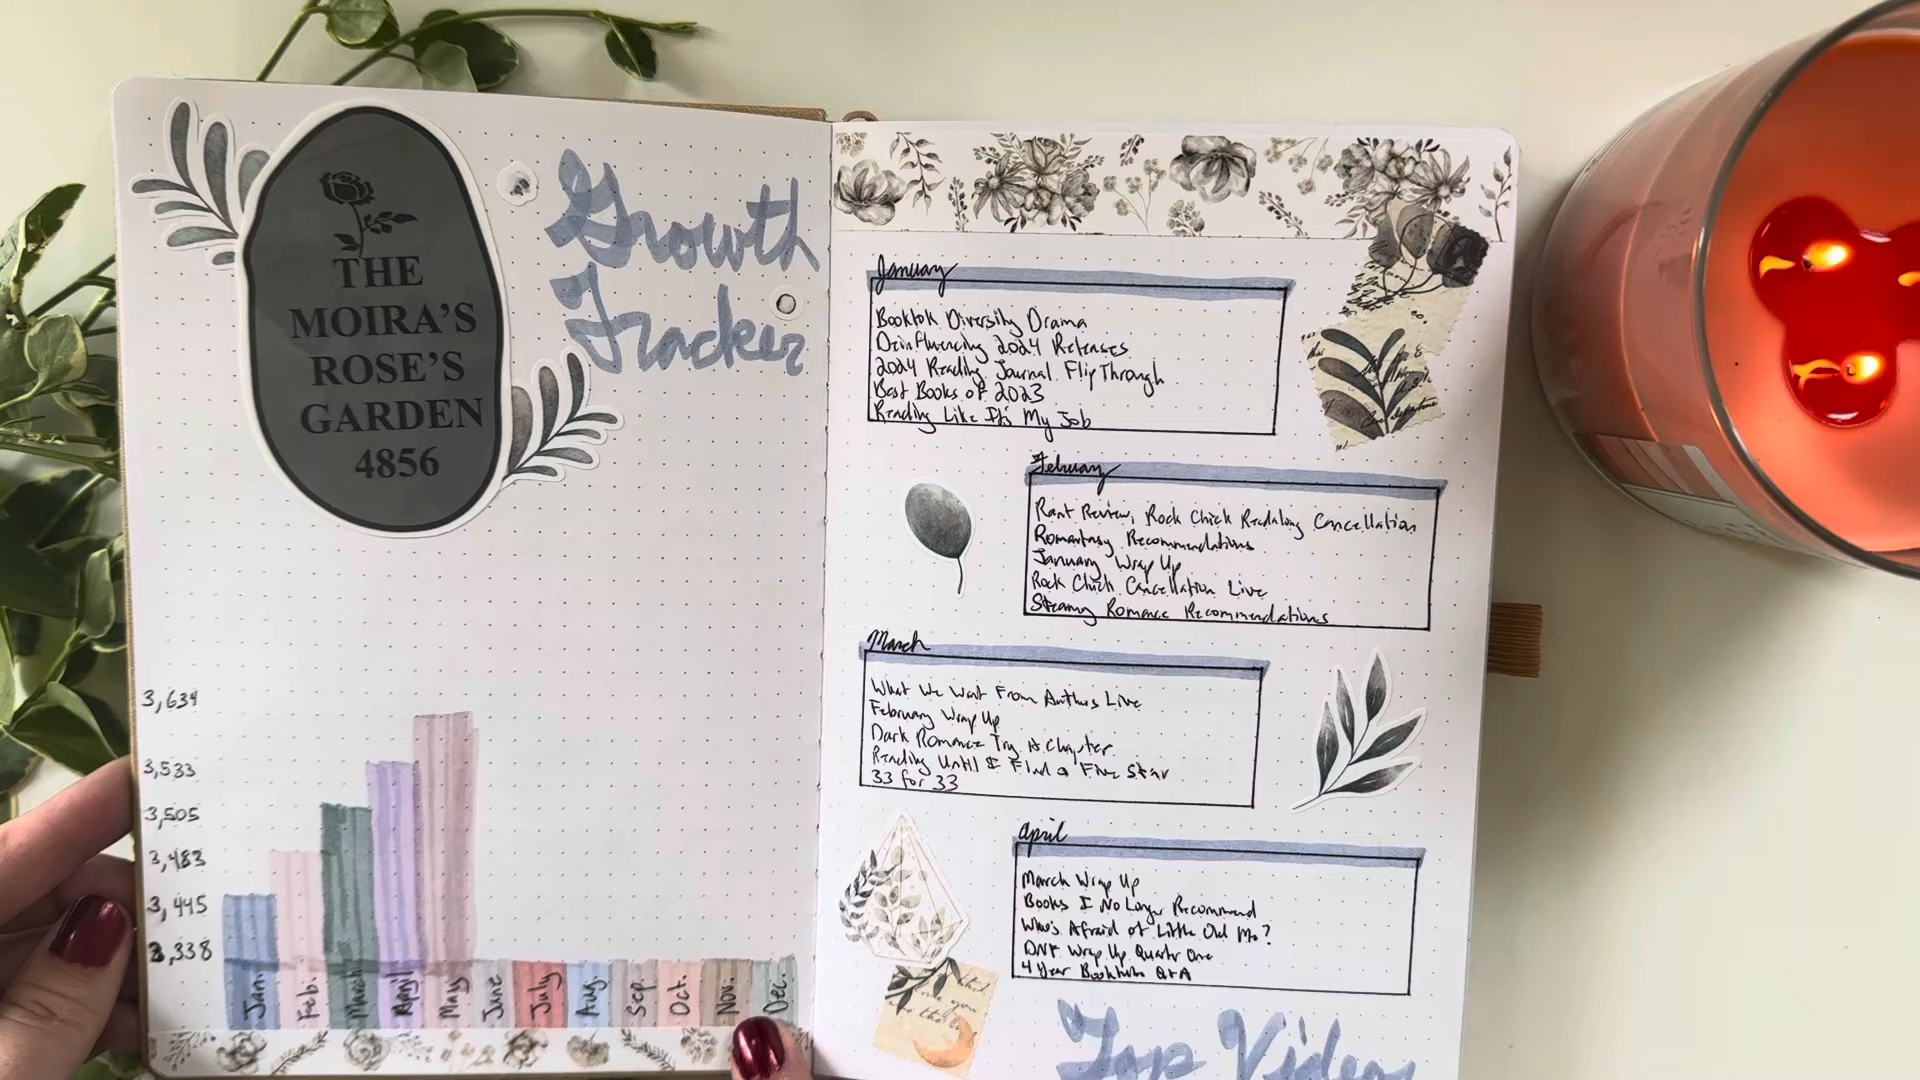 THE
MOIRA'S
ROSE'S
GARDEN
4856
Growth
Tracker
3,634
3,533
3,505
3,483
3,445
3,338
Jan.
Feb.
March
April
May
June
July
Aug.
Sep.
Oct.
Nov.
Dec.
January
Booktok Diversity Drama
Deinfluencing 2024 Releases
2024 Reading Journal Flip Through
Best Books of 2023
Reading Like It's My Job
February
Rant Review, Rock Chick Readalong Cancellation
Romantasy Recommendations
January Wrap Up
Rock Chick Cancellation Live
Steamy Romance Recommendations
March
What We Want From Authors Live
February Wrap Up
Dark Romance Try A Chapter
Reading Until I Find a Five Star
33 for 33
April
March Wrap Up
Books I No Longer Recommend
Who's Afraid of Little Old Me?
DNF Wrap Up Quarter One
4 Year Booktube Q+A
Top Videos